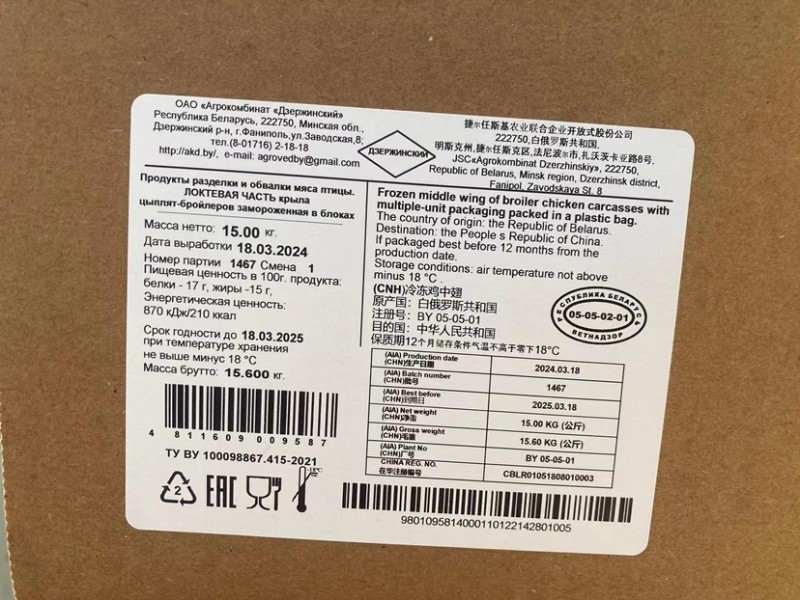 ОАО «Агрокомбинат «Дзержинский»
Республика Беларусь, 222750, Минская обл.,
Дзержинский р-н, г.Фаниполь,ул.Заводская,8;
тел.(8-01716) 2-18-18
http://akd.by/, e-mail: agrovedby@gmail.com
ДЗЕРЖИНСКИЙ
捷尔任斯基农业联合企业开放式股份公司
222750,白俄罗斯共和国,
明斯克州,捷尔任斯克区,法尼波尔市,扎沃茨卡亚路8号.
JSC«Agrokombinat Dzerzhinskiy», 222750,
Republic of Belarus, Minsk region, Dzerzhinsk district,
Fanipol, Zavodskaya St. 8
Продукты разделки и обвалки мяса птицы.
ЛОКТЕВАЯ ЧАСТЬ крыла
цыплят-бройлеров замороженная в блоках
Масса нетто: 15.00 кг.
Дата выработки 18.03.2024
Номер партии 1467 Смена 1
Пищевая ценность в 100г. продукта:
белки - 17 г, жиры -15 г,
Энергетическая ценность:
870 кДж/210 ккал
Срок годности до 18.03.2025
при температуре хранения
не выше минус 18 °C
Масса брутто: 15.600 кг.
4 811609 009587
ТУ BY 100098867.415-2021
2
EAC
-18°C
Frozen middle wing of broiler chicken carcasses with
multiple-unit packaging packed in a plastic bag.
The country of origin: the Republic of Belarus.
Destination: the People s Republic of China.
If packaged best before 12 months from the
production date.
Storage conditions: air temperature not above
minus 18 °C .
(CNH)冷冻鸡中翅
原产国：白俄罗斯共和国
注册号：BY 05-05-01
目的国：中华人民共和国
保质期12个月储存条件气温不高于零下18°C
РЕСПУБЛИКА БЕЛАРУСЬ
05-05-02-01
ВЕТНАДЗОР
(AIA) Production date
(CHN)生产日期
2024.03.18
(AIA) Batch number
(CHN)批号
1467
(AIA) Best before
(CHN)到期日
2025.03.18
(AIA) Net weight
(CHN)净重
15.00 KG (公斤)
(AIA) Gross weight
(CHN)毛重
15.60 KG (公斤)
(AIA) Plant No
(CHN)厂号
BY 05-05-01
CHINA REG. NO.
在华注册编号
CBLR01051808010003
98010958140001101221428010​05